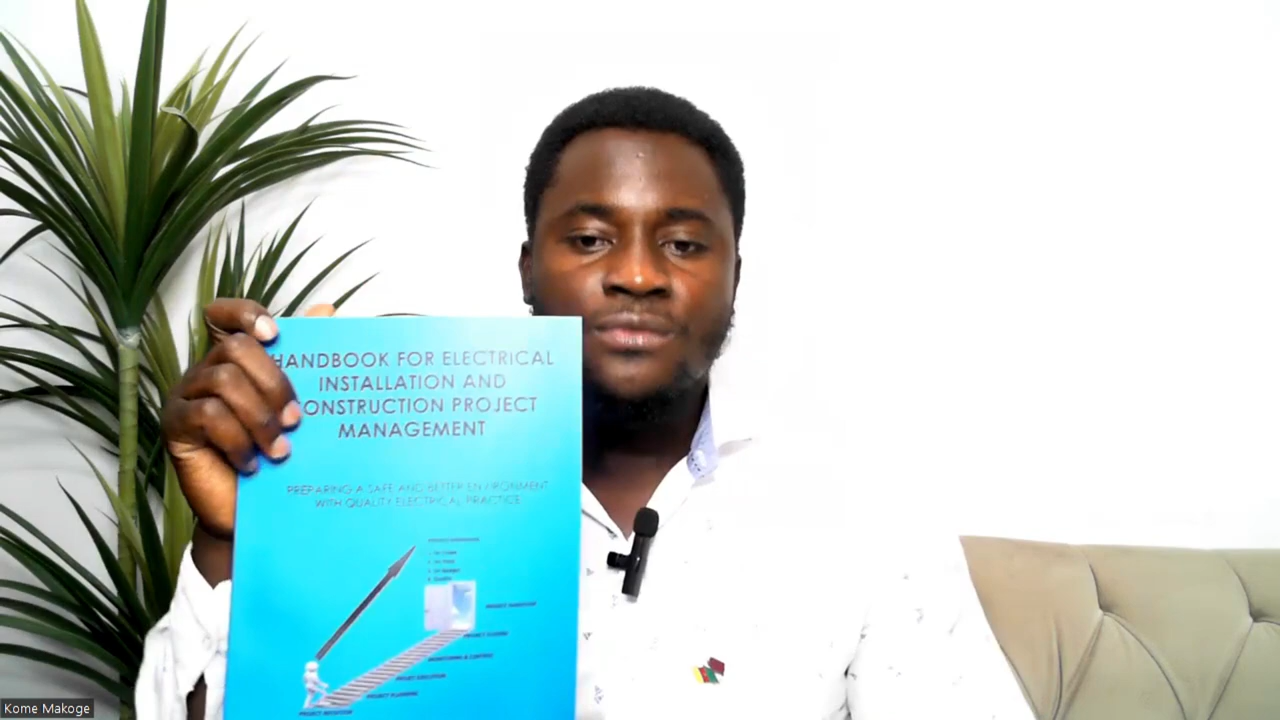 HANDBOOK FOR ELECTRICAL
INSTALLATION AND
CONSTRUCTION PROJECT
MANAGEMENT
PREPARING A SAFE AND BETTER ENVIRONMENT
WITH QUALITY ELECTRICAL PRACTICE
PROJECT HANDOVER
PROJECT CLOSING
MONITORING & CONTROL
PROJECT EXECUTION
PROJECT PLANNING
PROJECT INITIATION
Kome Makoge